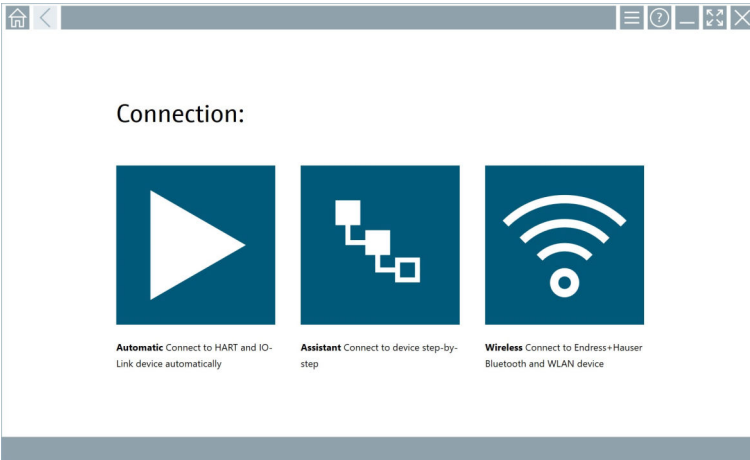 Connection:
Automatic Connect to HART and IO-
Link device automatically
Assistant Connect to device step-by-
step
Wireless Connect to Endress+Hauser
Bluetooth and WLAN device